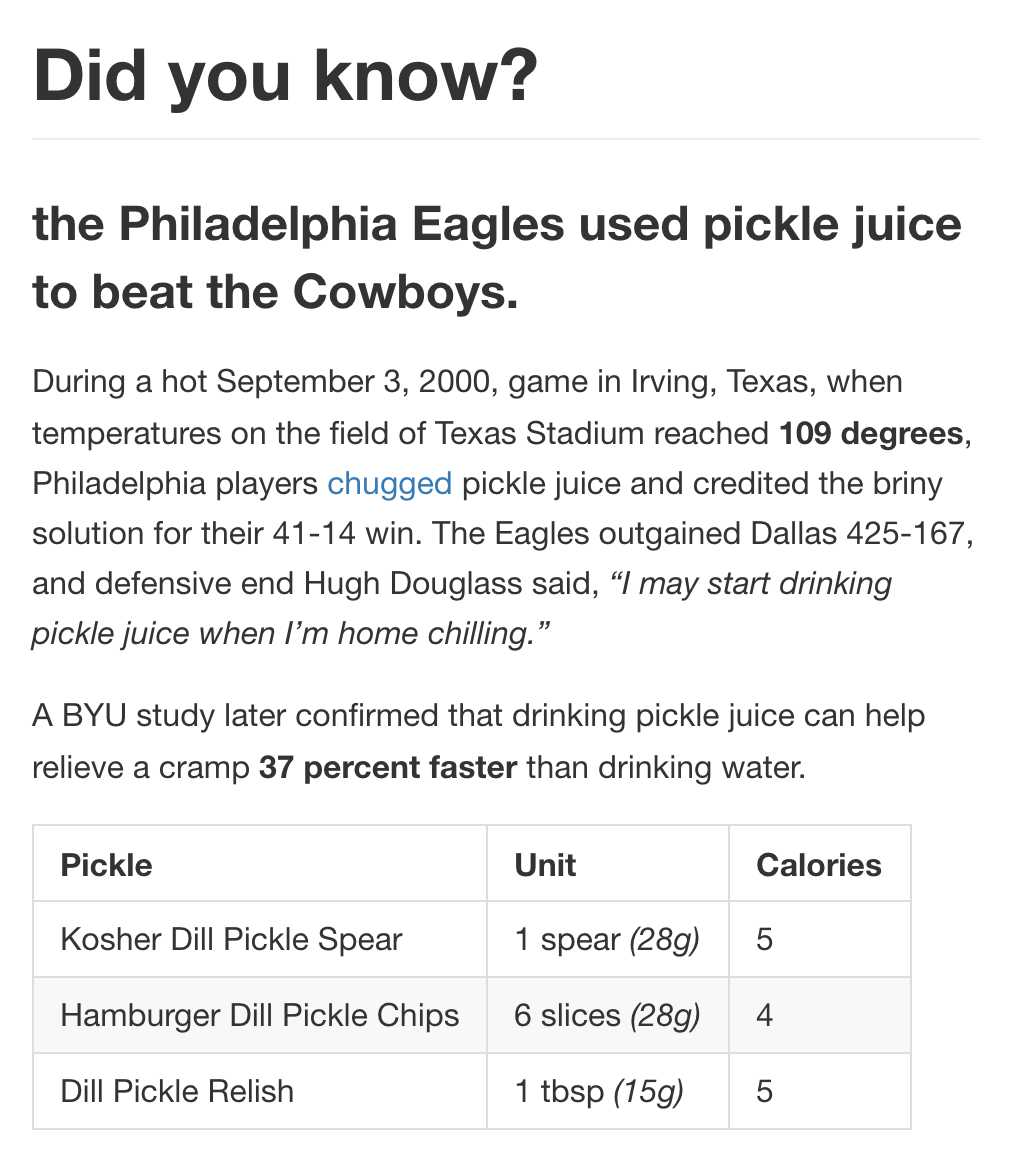 Did you know?
the Philadelphia Eagles used pickle juice
to beat the Cowboys.
During a hot September 3, 2000, game in Irving, Texas, when
temperatures on the field of Texas Stadium reached 109 degrees,
Philadelphia players chugged pickle juice and credited the briny
solution for their 41-14 win. The Eagles outgained Dallas 425-167,
and defensive end Hugh Douglass said, “I may start drinking
pickle juice when I’m home chilling.”
A BYU study later confirmed that drinking pickle juice can help
relieve a cramp 37 percent faster than drinking water.
Pickle Unit Calories
Kosher Dill Pickle Spear 1 spear (28g) 5
Hamburger Dill Pickle Chips 6 slices (28g) 4
Dill Pickle Relish 1 tbsp (15g) 5